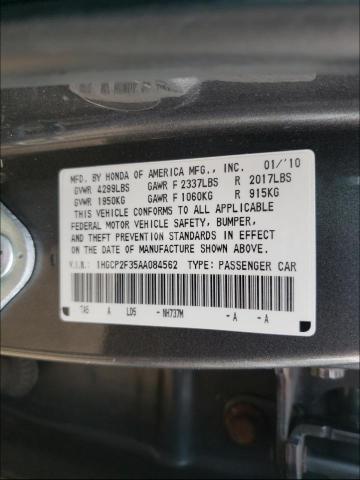 MFD. BY HONDA OF AMERICA MFG., INC. 01/'10
GVWR 4299LBS GAWR F 2337LBS R 2017LBS
GVWR 1950KG GAWR F 1060KG R 915KG
THIS VEHICLE CONFORMS TO ALL APPLICABLE
FEDERAL MOTOR VEHICLE SAFETY, BUMPER,
AND THEFT PREVENTION STANDARDS IN EFFECT
ON THE DATE OF MANUFACTURE SHOWN ABOVE.
V.I.N.: 1HGCP2F35AA084562 TYPE: PASSENGER CAR
TA5 A LDS -NH737M -A -A